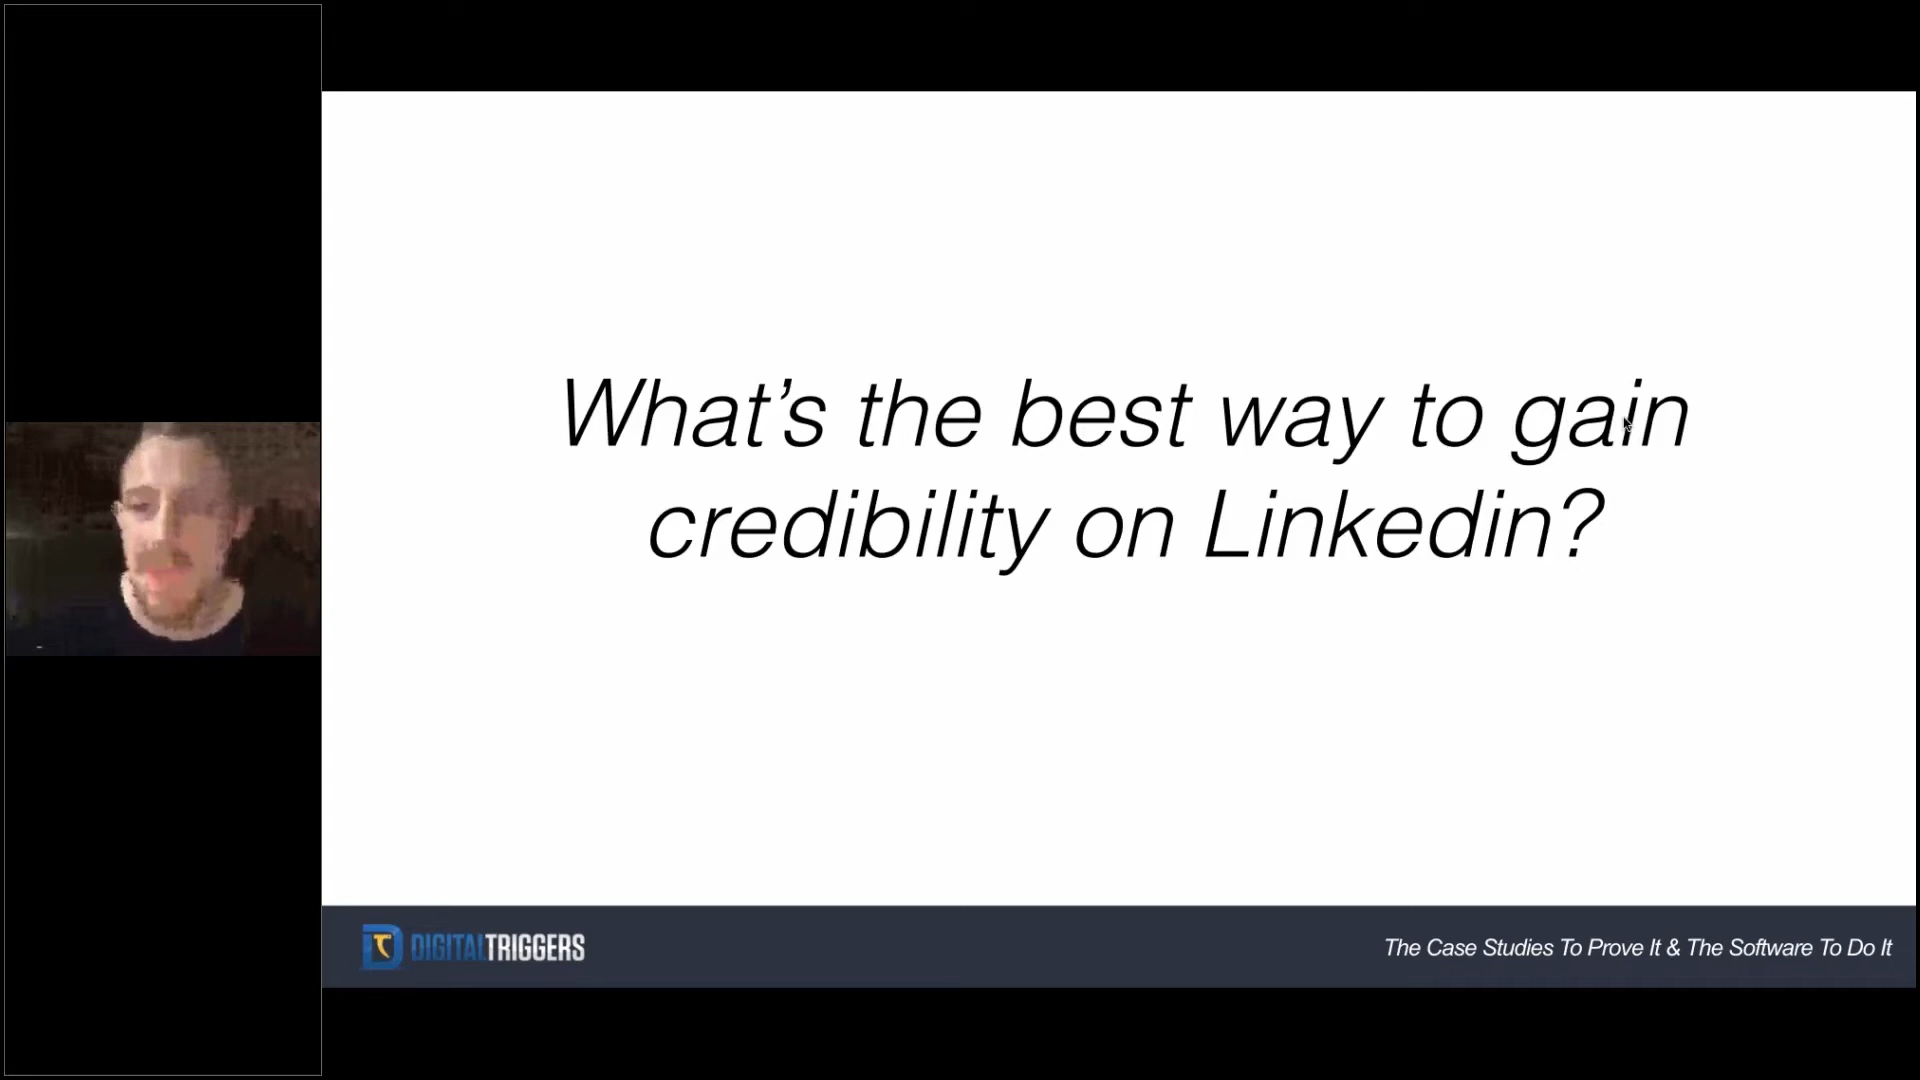 What’s the best way to gain
credibility on Linkedin?
DIGITALTRIGGERS
The Case Studies To Prove It & The Software To Do It